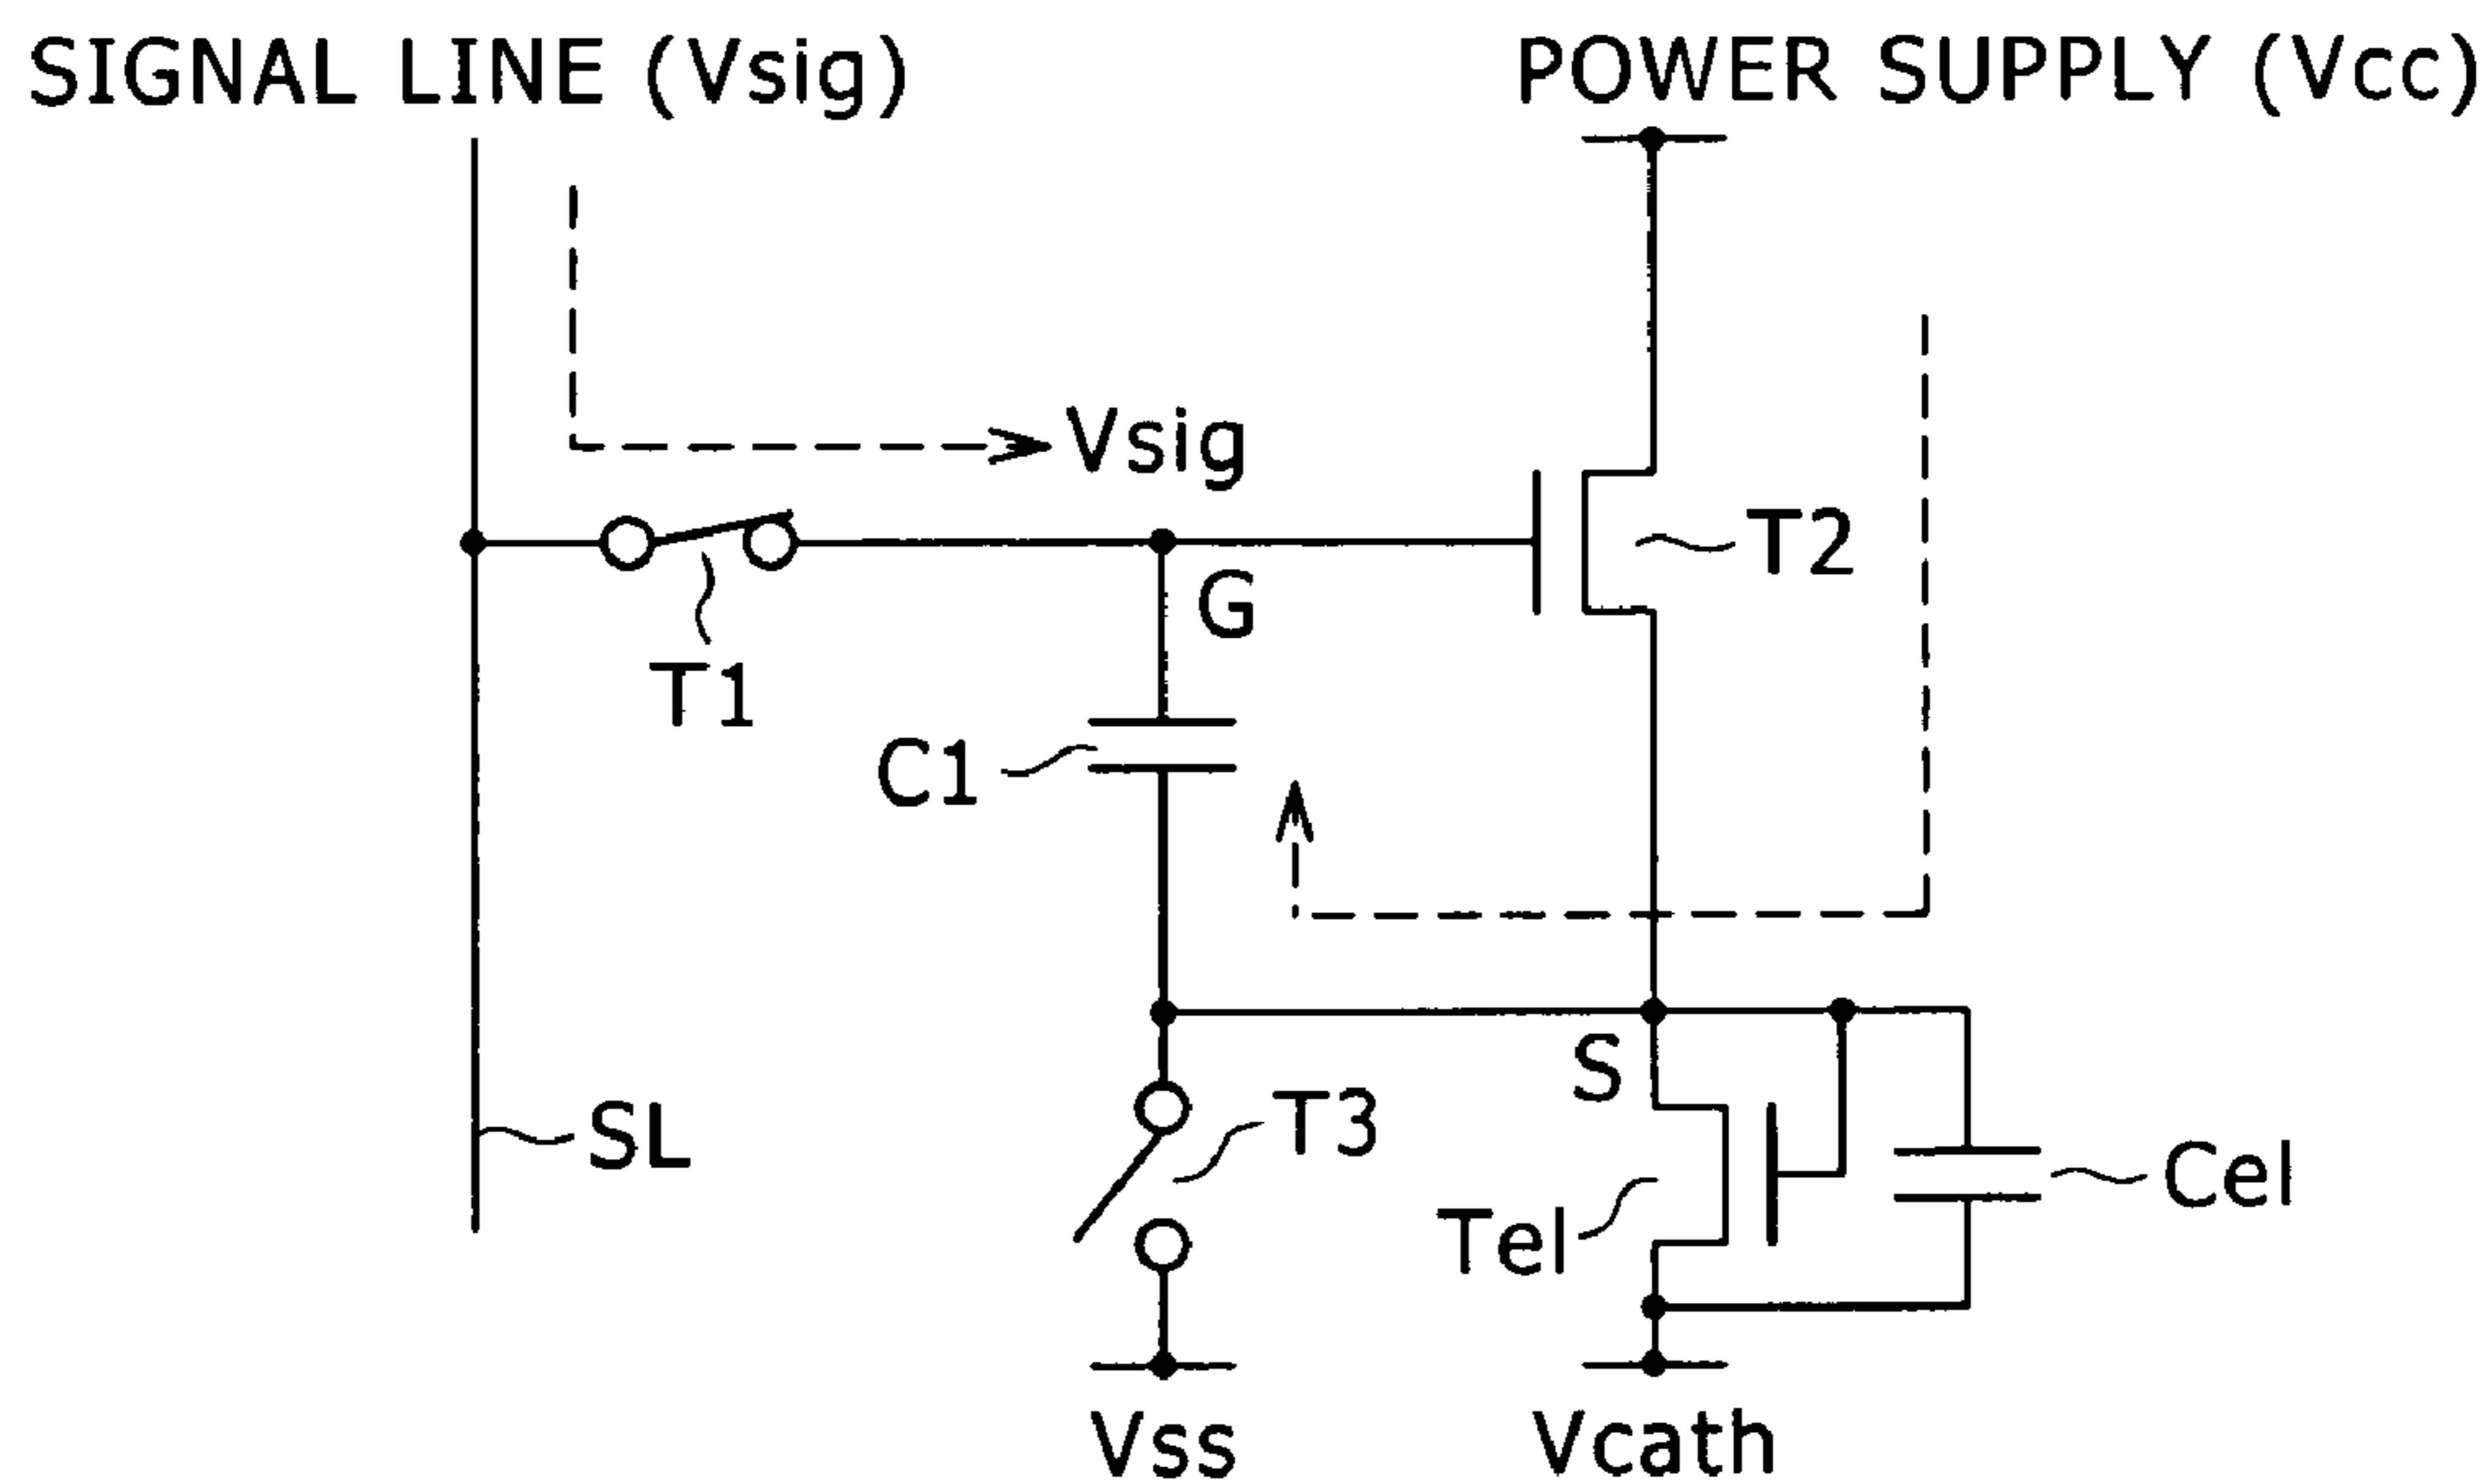 SIGNAL LINE (Vsig)
POWER SUPPLY (Vcc)
Vsig
T2
G
T1
C1
S
T3
SL
Cel
Tel
Vss
Vcath